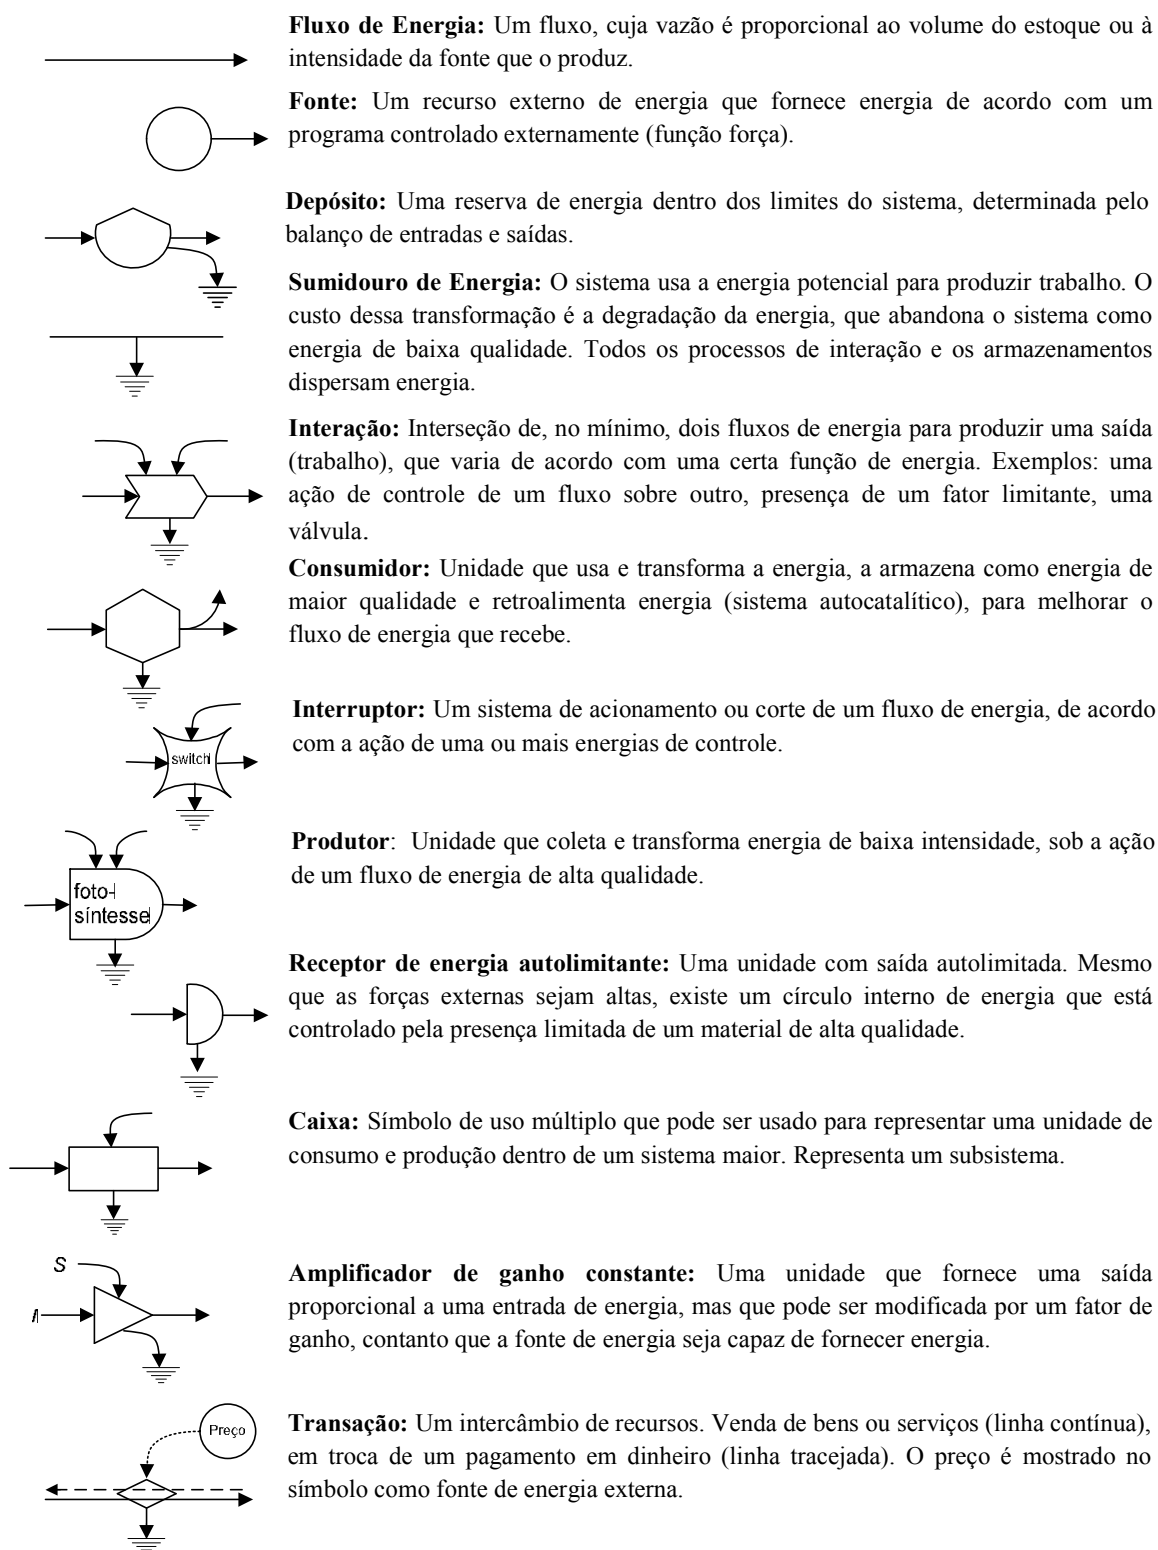 Fluxo de Energia: Um fluxo, cuja vazão é proporcional ao volume do estoque ou à
intensidade da fonte que o produz.
Fonte: Um recurso externo de energia que fornece energia de acordo com um
programa controlado externamente (função força).
Depósito: Uma reserva de energia dentro dos limites do sistema, determinada pelo
balanço de entradas e saídas.
Sumidouro de Energia: O sistema usa a energia potencial para produzir trabalho. O
custo dessa transformação é a degradação da energia, que abandona o sistema como
energia de baixa qualidade. Todos os processos de interação e os armazenamentos
dispersam energia.
Interação: Interseção de, no mínimo, dois fluxos de energia para produzir uma saída
(trabalho), que varia de acordo com uma certa função de energia. Exemplos: uma
ação de controle de um fluxo sobre outro, presença de um fator limitante, uma
válvula.
Consumidor: Unidade que usa e transforma a energia, a armazena como energia de
maior qualidade e retroalimenta energia (sistema autocatalítico), para melhorar o
fluxo de energia que recebe.
Interruptor: Um sistema de acionamento ou corte de um fluxo de energia, de acordo
com a ação de uma ou mais energias de controle.
switch
Produtor: Unidade que coleta e transforma energia de baixa intensidade, sob a ação
de um fluxo de energia de alta qualidade.
foto-
síntesse
Receptor de energia autolimitante: Uma unidade com saída autolimitada. Mesmo
que as forças externas sejam altas, existe um círculo interno de energia que está
controlado pela presença limitada de um material de alta qualidade.
Caixa: Símbolo de uso múltiplo que pode ser usado para representar uma unidade de
consumo e produção dentro de um sistema maior. Representa um subsistema.
S
Amplificador de ganho constante: Uma unidade que fornece uma saída
proporcional a uma entrada de energia, mas que pode ser modificada por um fator de
ganho, contanto que a fonte de energia seja capaz de fornecer energia.
Preço
Transação: Um intercâmbio de recursos. Venda de bens ou serviços (linha contínua),
em troca de um pagamento em dinheiro (linha tracejada). O preço é mostrado no
símbolo como fonte de energia externa.